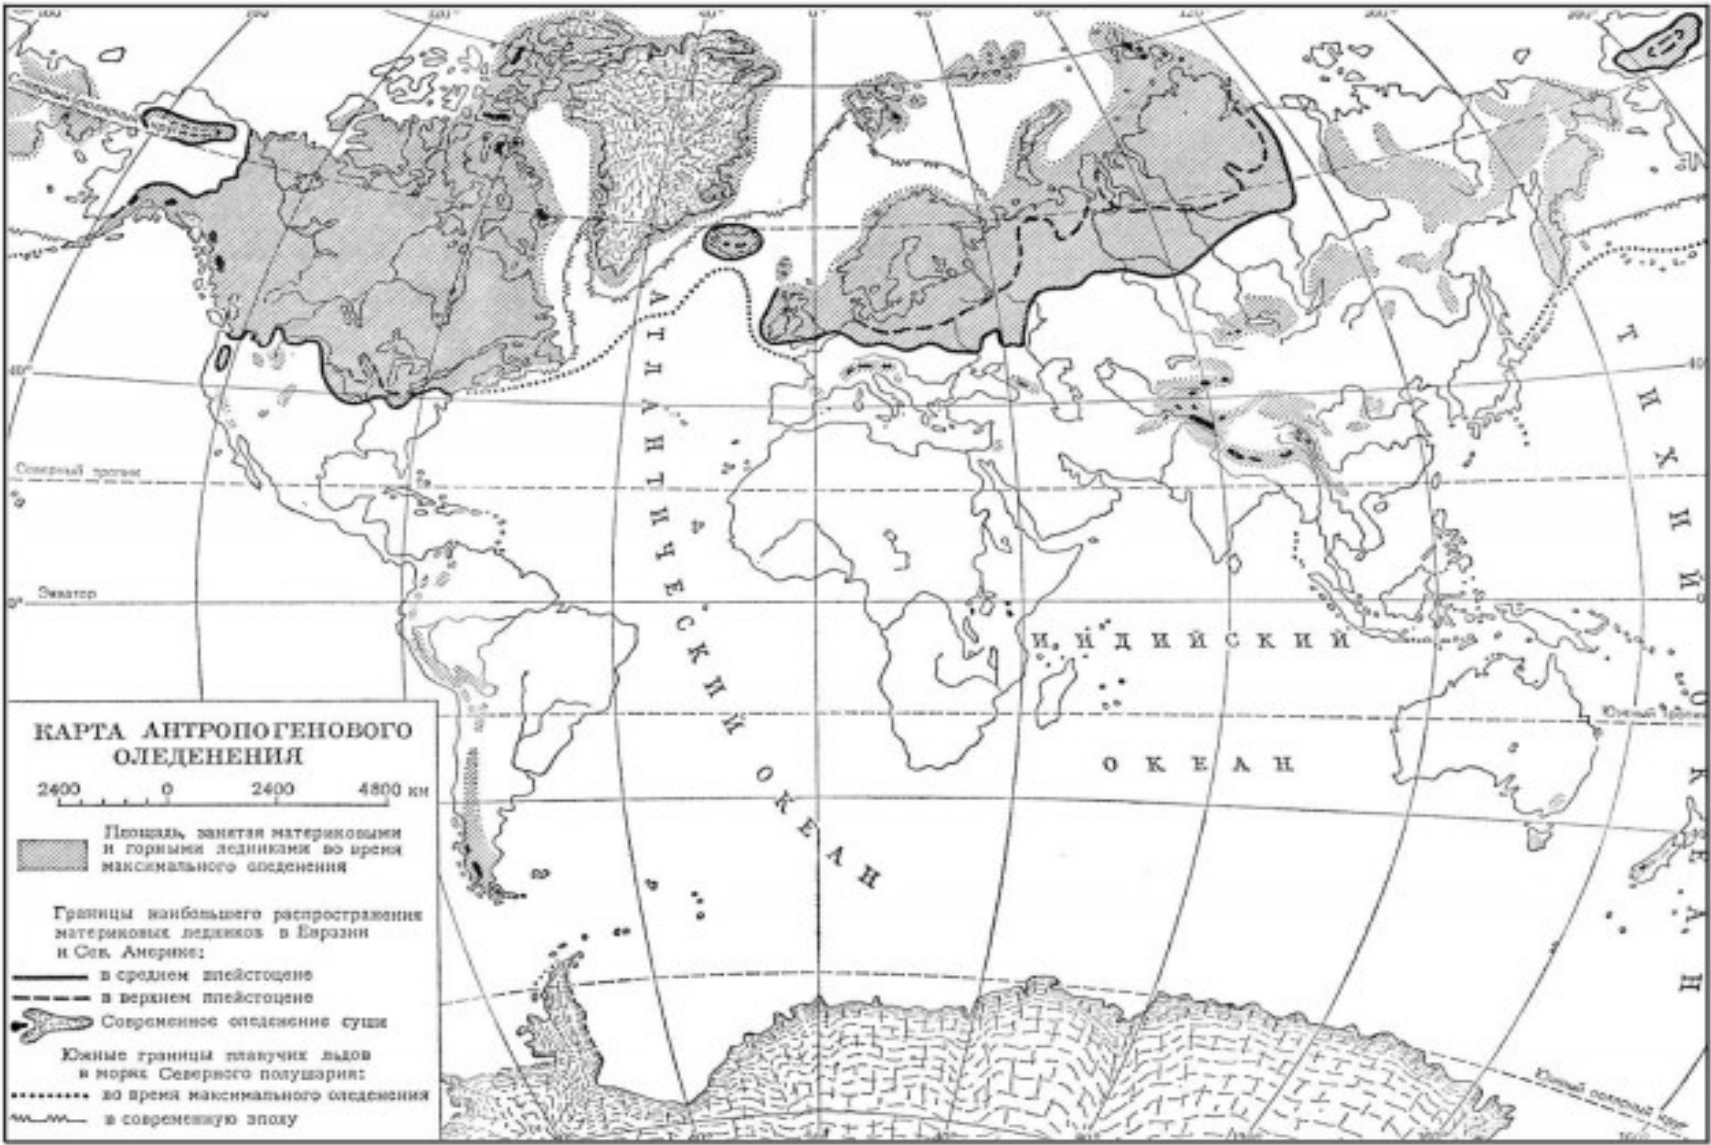 Северный тропик
Экватор
0°
40°
40
АТЛАНТИЧЕСКИЙ ОКЕАН
ИНДИЙСКИЙ
ОКЕАН
ТИХИЙ ОКЕАН
Южный тропик
Южный полярный круг
КАРТА АНТРОПОГЕНОВОГО
ОЛЕДЕНЕНИЯ
2400 0 2400 4800 км
Площадь, занятая материковыми
и горными ледниками во время
максимального оледенения
Границы наибольшего распространения
материковых ледников в Евразии
и Сев. Америке:
в среднем плейстоцене
в верхнем плейстоцене
Современное оледенение суши
Южные границы плавучих льдов
в морях Северного полушария:
во время максимального оледенения
в современную эпоху